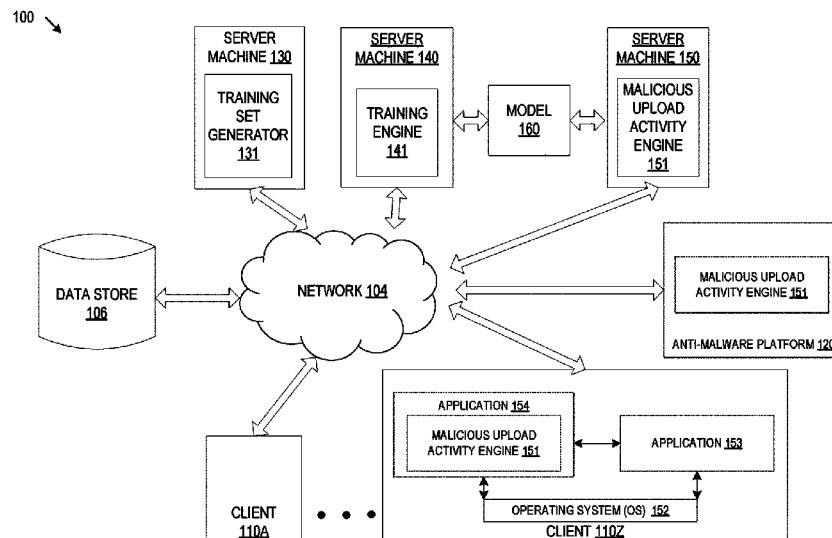 100
SERVER
MACHINE 130
TRAINING
SET
GENERATOR
131
SERVER
MACHINE 140
TRAINING
ENGINE
141
MODEL
160
SERVER
MACHINE 150
MALICIOUS
UPLOAD
ACTIVITY
ENGINE
151
DATA STORE
106
NETWORK 104
MALICIOUS UPLOAD
ACTIVITY ENGINE 151
ANTI-MALWARE PLATFORM 120
CLIENT
110A
APPLICATION 154
MALICIOUS UPLOAD
ACTIVITY ENGINE 151
APPLICATION 153
OPERATING SYSTEM (OS) 152
CLIENT 110Z